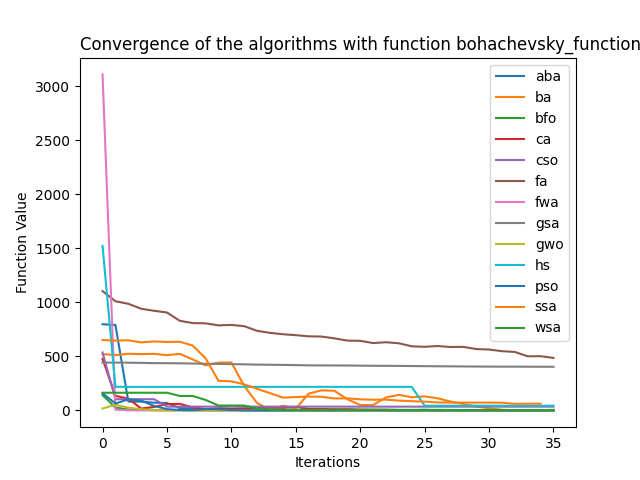 Convergence of the algorithms with function bohachevsky_function
Function Value
3000
2500
2000
1500
1000
500
0
0 5 10 15 20 25 30 35
Iterations
aba
ba
bfo
ca
cso
fa
fwa
gsa
gwo
hs
pso
ssa
wsa